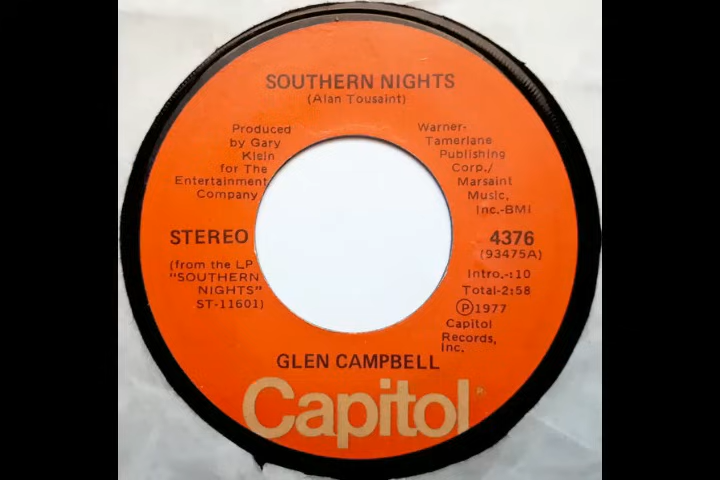 SOUTHERN NIGHTS
(Alan Tousaint)
Produced
by Gary
Klein
for The
Entertainment
Company
Warner-
Tamerlane
Publishing
Corp./
Marsaint
Music,
Inc.-BMI
STEREO
(from the LP
"SOUTHERN
NIGHTS"
ST-11601)
4376
(93475A)
Intro.-:10
Total-2:58
Ⓟ1977
Capitol
Records,
Inc.
GLEN CAMPBELL
Capitol®